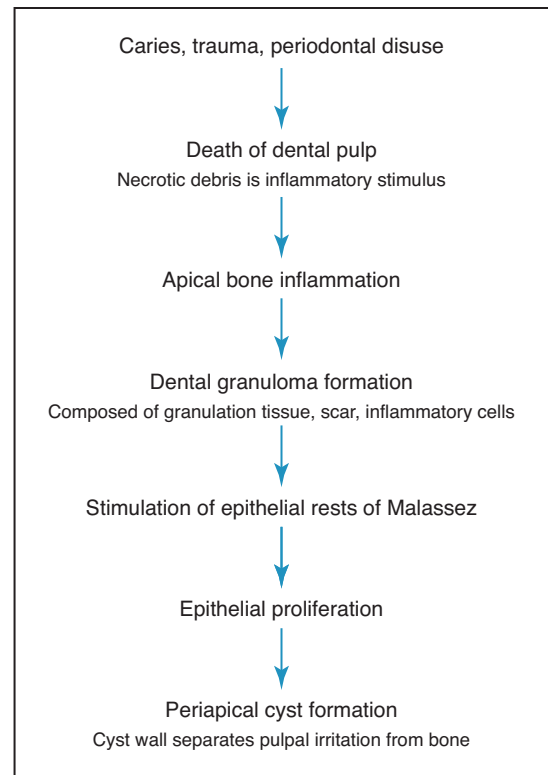 Caries, trauma, periodontal disuse
Death of dental pulp
Necrotic debris is inflammatory stimulus
Apical bone inflammation
Dental granuloma formation
Composed of granulation tissue, scar, inflammatory cells
Stimulation of epithelial rests of Malassez
Epithelial proliferation
Periapical cyst formation
Cyst wall separates pulpal irritation from bone